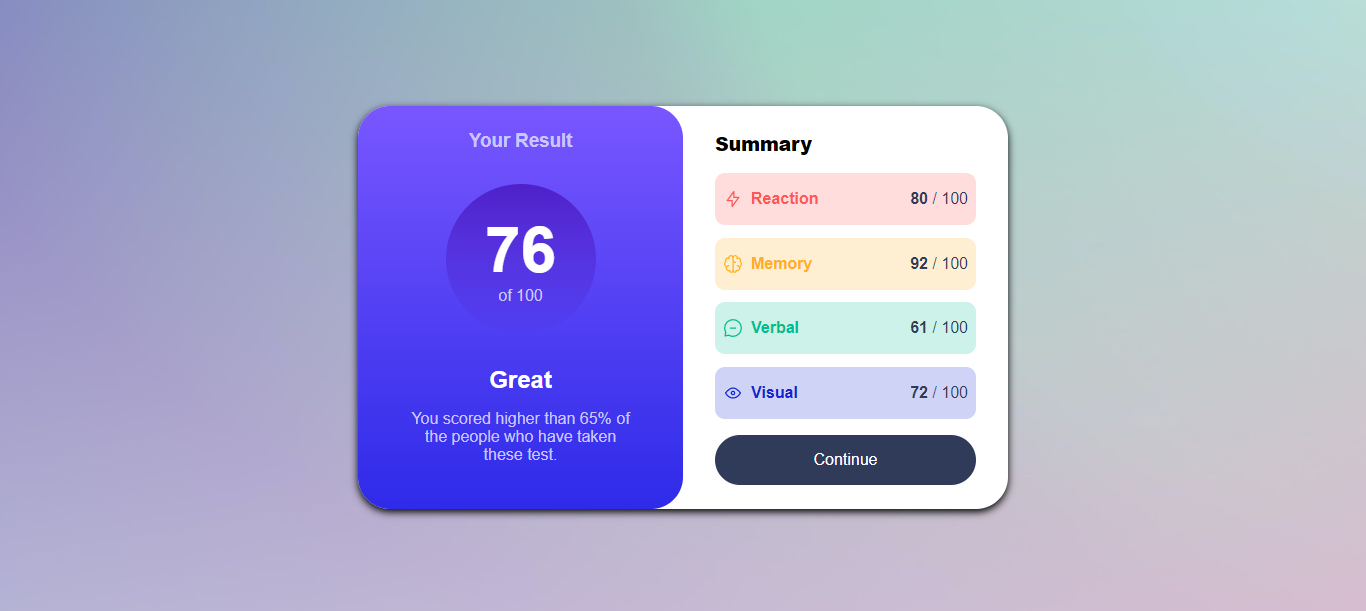 Your Result
76
of 100
Great
You scored higher than 65% of
the people who have taken
these test.
Summary
Reaction 80 / 100
Memory 92 / 100
Verbal 61 / 100
Visual 72 / 100
Continue